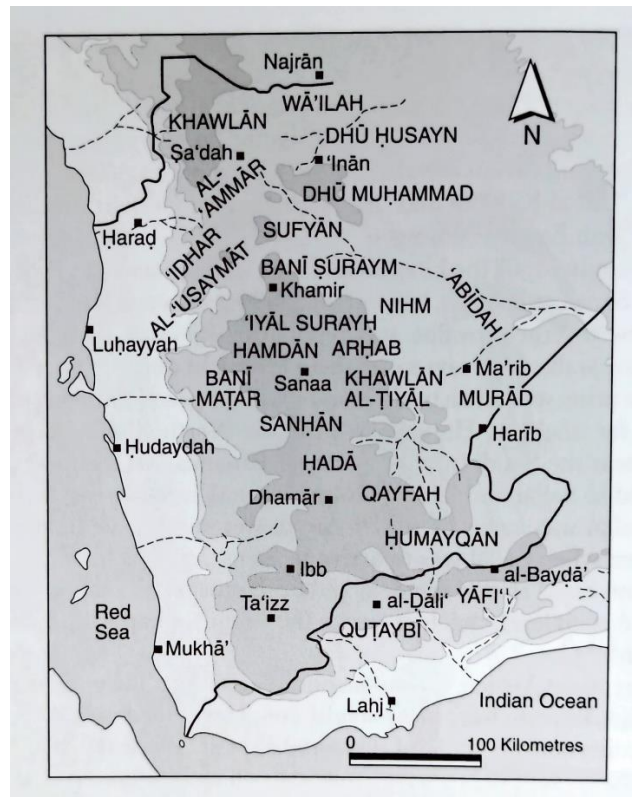 Najrān
WĀ’ILAH
KHAWLĀN
DHŪ ḤUSAYN
N
Ṣa‘dah
‘Inān
AL-
‘AMMĀR
DHŪ MUḤAMMAD
Ḥaraḍ
SUFYĀN
‘IDHAR
BANĪ ṢURAYM
‘ABĪDAH
Khamir
AL-‘UṢAYMĀT
NIHM
‘IYĀL SURAYḤ
Luḥayyah
HAMDĀN
ARḤAB
BANĪ
MAṬAR
Sanaa
KHAWLĀN
AL-ṬIYĀL
Ma’rib
MURĀD
SANḤĀN
Ḥarīb
Ḥudaydah
ḤADĀ
Dhamār
QAYFAH
HUMAYQĀN
Ibb
al-Bayḍā’
Red
Sea
Ta‘izz
al-Ḍāli‘
YĀFI‘
QUṬAYBĪ
Mukhā’
Laḥj
Indian Ocean
0
100 Kilometres